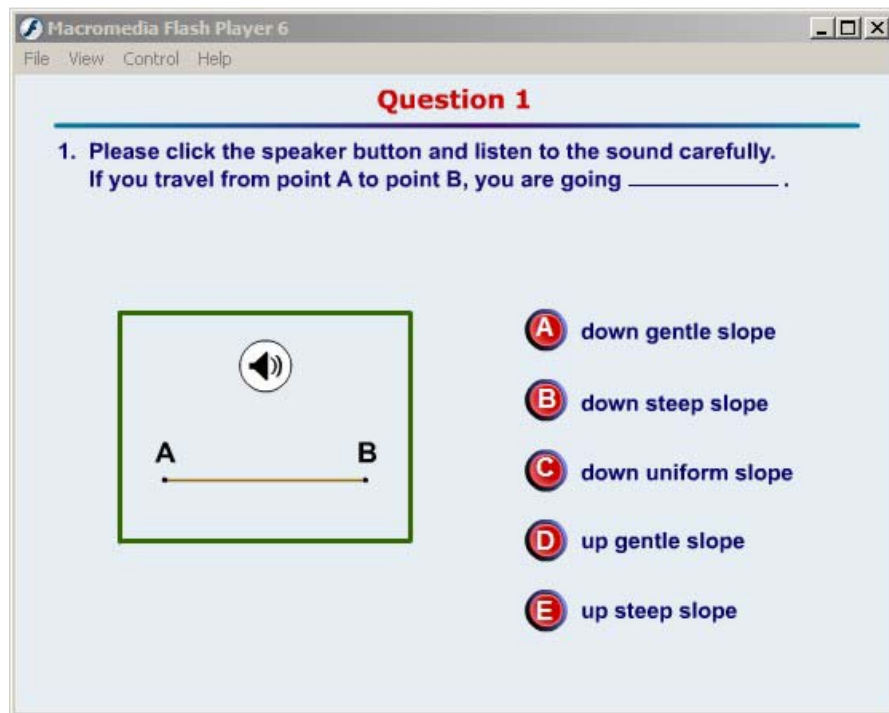 Macromedia Flash Player 6
File View Control Help
Question 1
1. Please click the speaker button and listen to the sound carefully.
If you travel from point A to point B, you are going ____________ .
A down gentle slope
B down steep slope
C down uniform slope
D up gentle slope
E up steep slope
A B